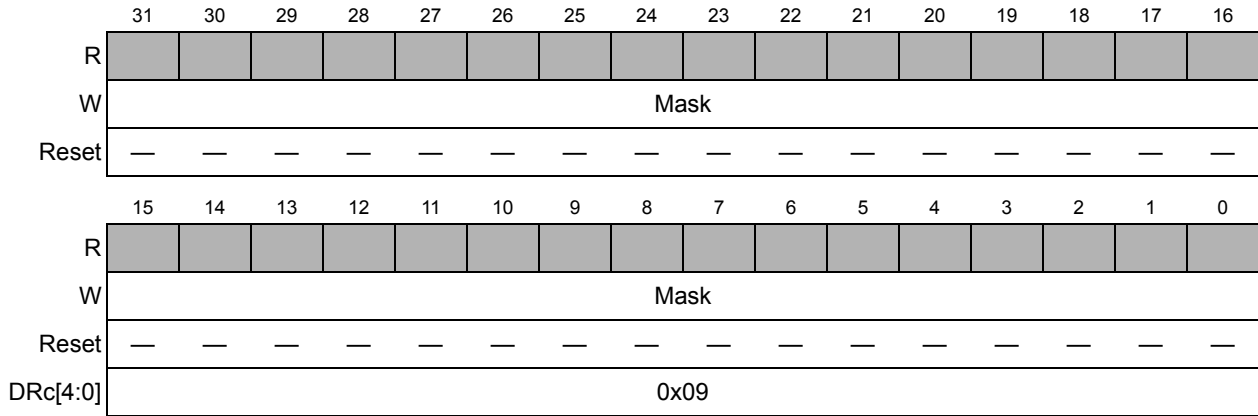 31 30 29 28 27 26 25 24 23 22 21 20 19 18 17 16
R
W Mask
Reset — — — — — — — — — — — — — — — —
15 14 13 12 11 10 9 8 7 6 5 4 3 2 1 0
R
W Mask
Reset — — — — — — — — — — — — — — — —
DRc[4:0] 0x09